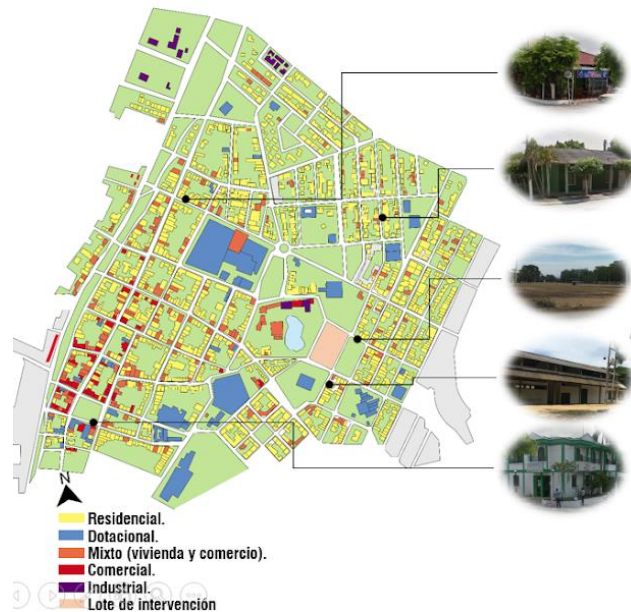 N
Residencial.
Dotacional.
Mixto (vivienda y comercio).
Comercial.
Industrial.
Lote de intervención